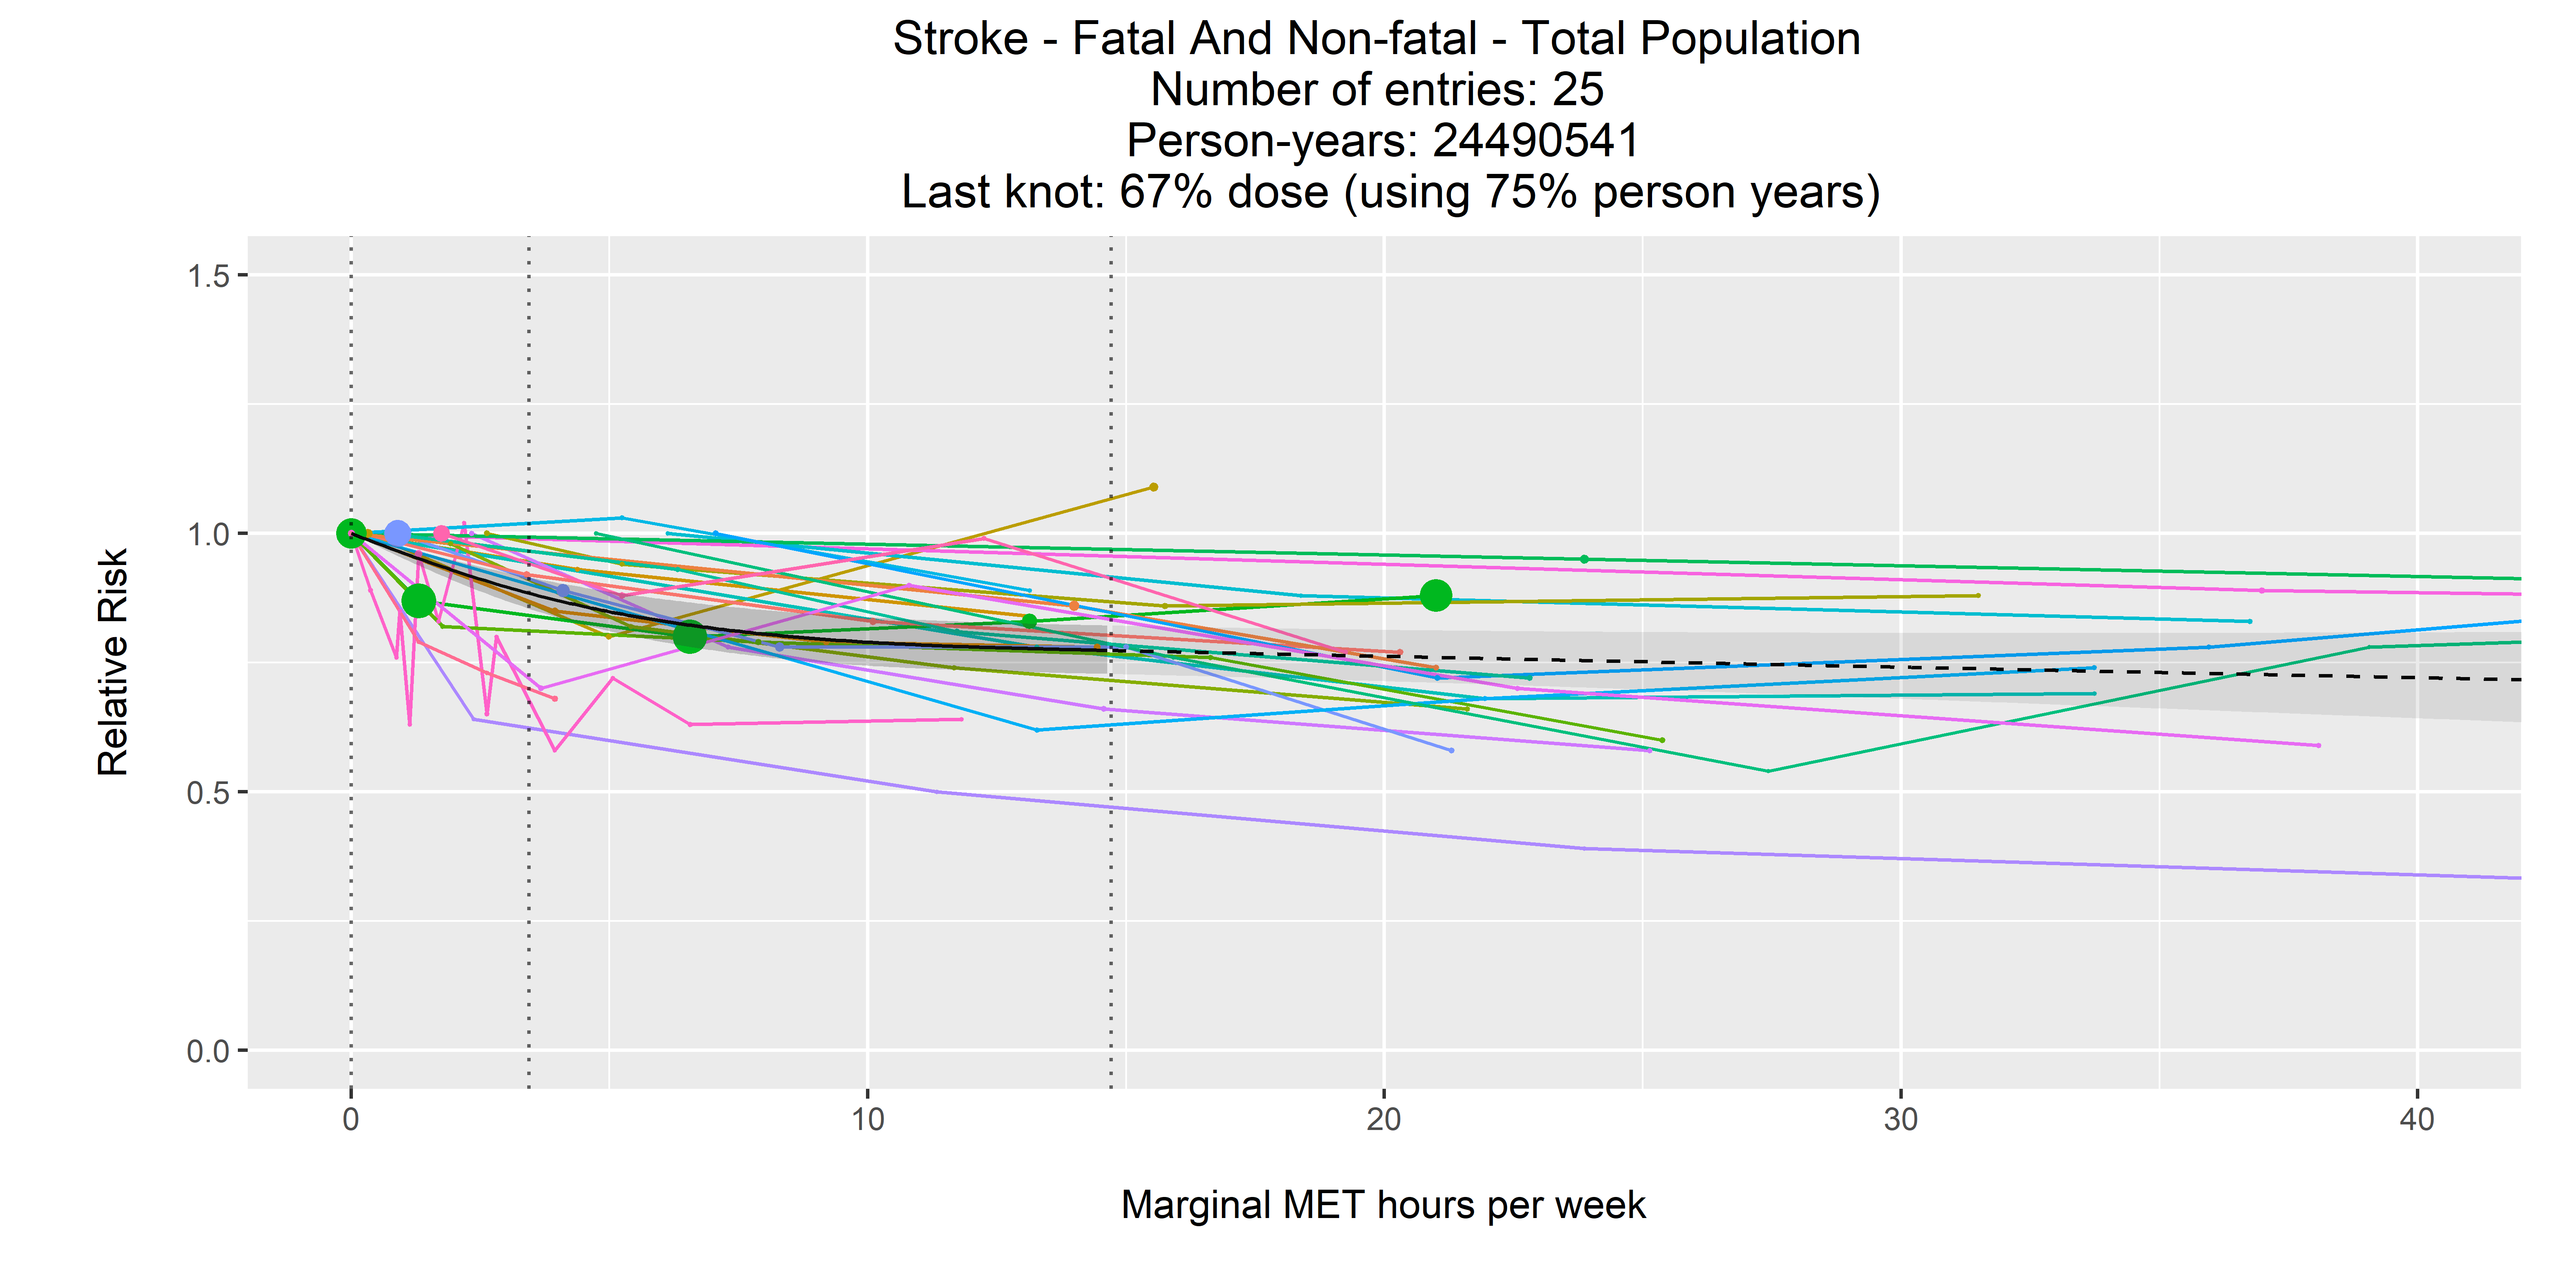 Stroke - Fatal And Non-fatal - Total Population
Number of entries: 25
Person-years: 24490541
Last knot: 67% dose (using 75% person years)
1.5
1.0
0.5
0.0
Relative Risk
0 10 20 30 40
Marginal MET hours per week